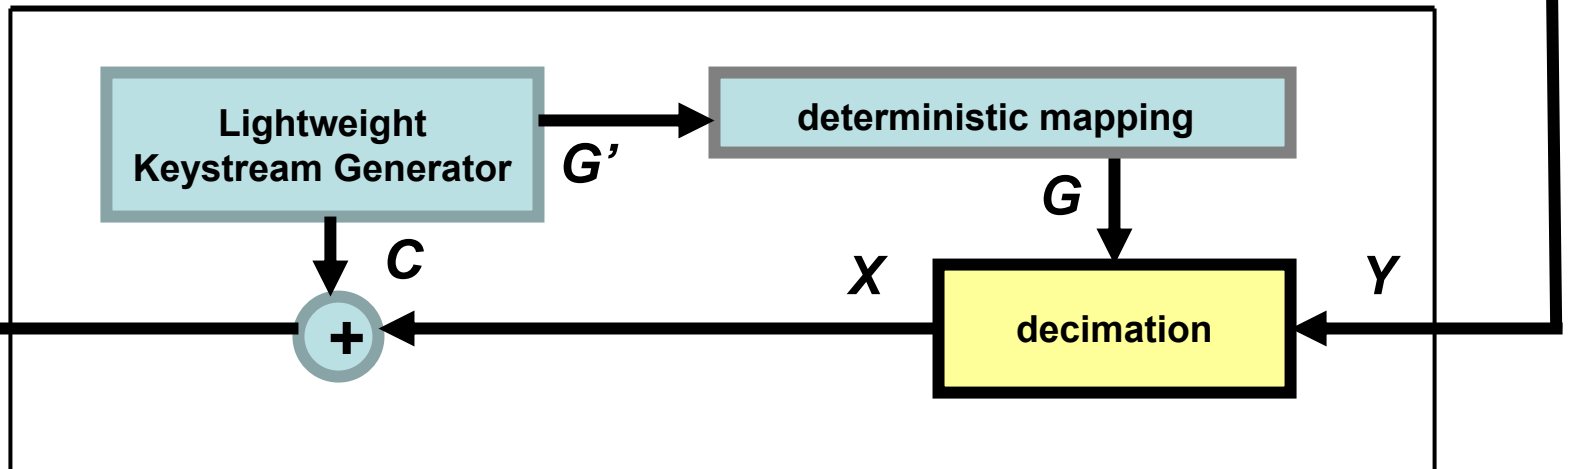 Lightweight
Keystream Generator
deterministic mapping
G’
G
C
X
Y
decimation
+